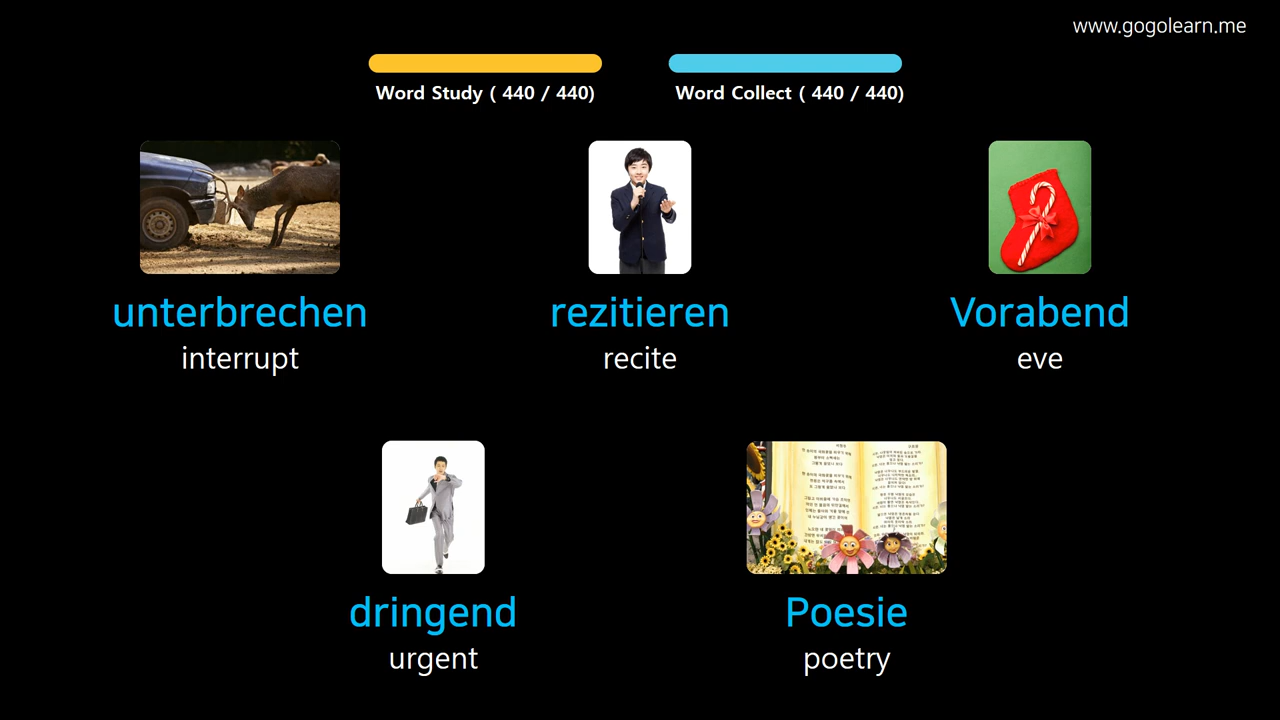 www.gogolearn.me
Word Study ( 440 / 440)
Word Collect ( 440 / 440)
unterbrechen
interrupt
rezitieren
recite
Vorabend
eve
dringend
urgent
Poesie
poetry